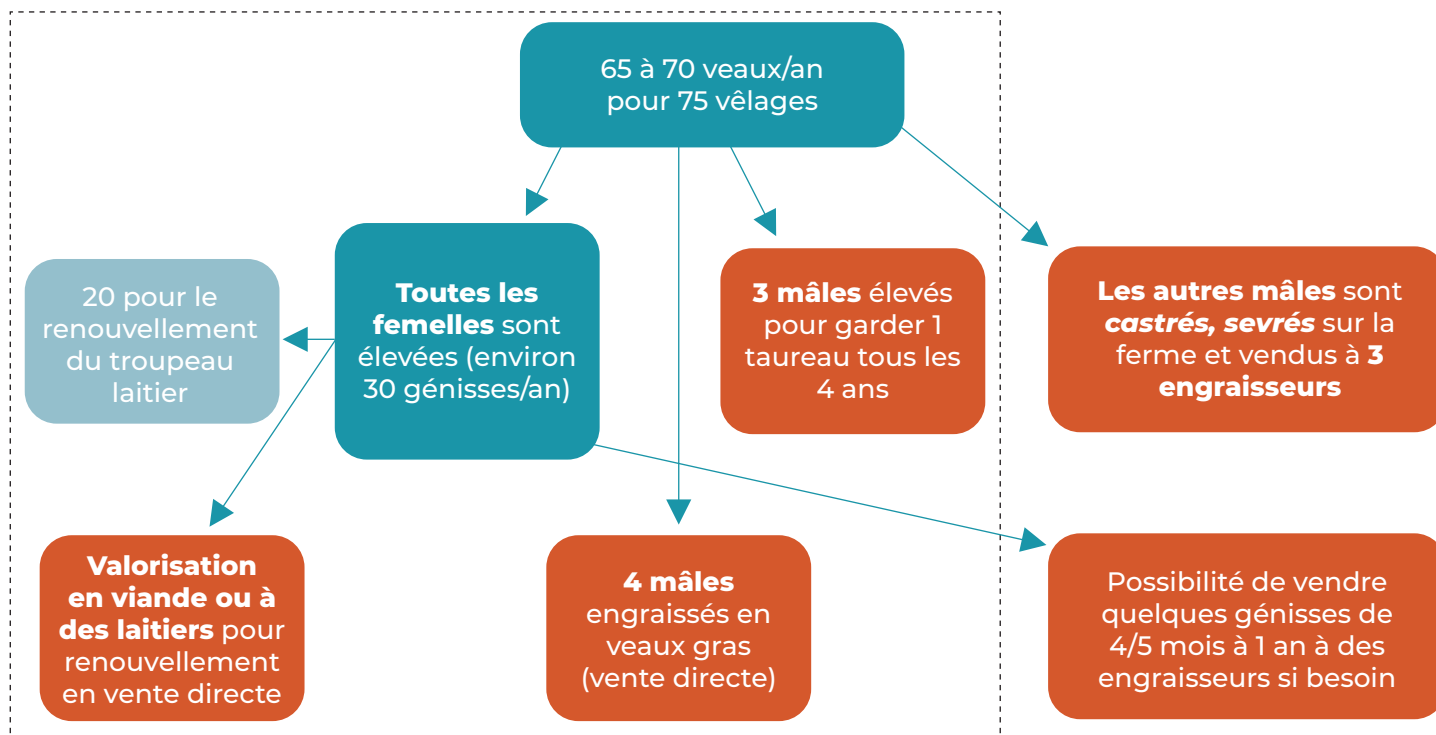 65 à 70 veaux/an
pour 75 vêlages
20 pour le
renouvellement
du troupeau
laitier
Toutes les
femelles sont
élevées (environ
30 génisses/an)
3 mâles élevés
pour garder 1
taureau tous les
4 ans
Les autres mâles sont
castrés, sevrés sur la
ferme et vendus à 3
engraisseurs
Valorisation
en viande ou à
des laitiers pour
renouvellement
en vente directe
4 mâles
engraissés en
veaux gras
(vente directe)
Possibilité de vendre
quelques génisses de
4/5 mois à 1 an à des
engraisseurs si besoin